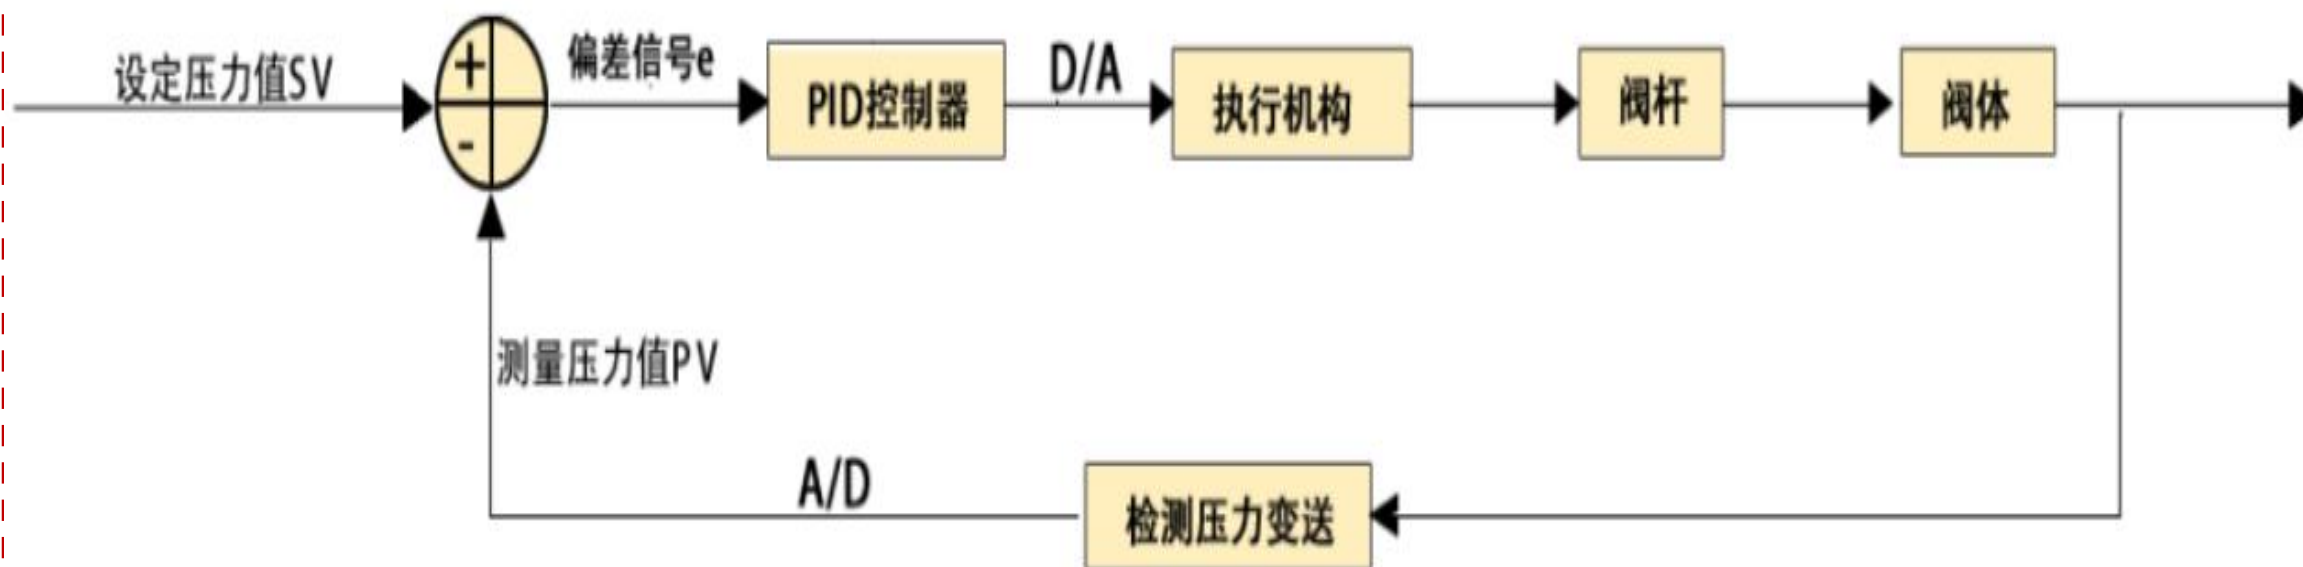 设定压力值SV
+
-
偏差信号e
PID控制器
D/A
执行机构
阀杆
阀体
测量压力值PV
A/D
检测压力变送